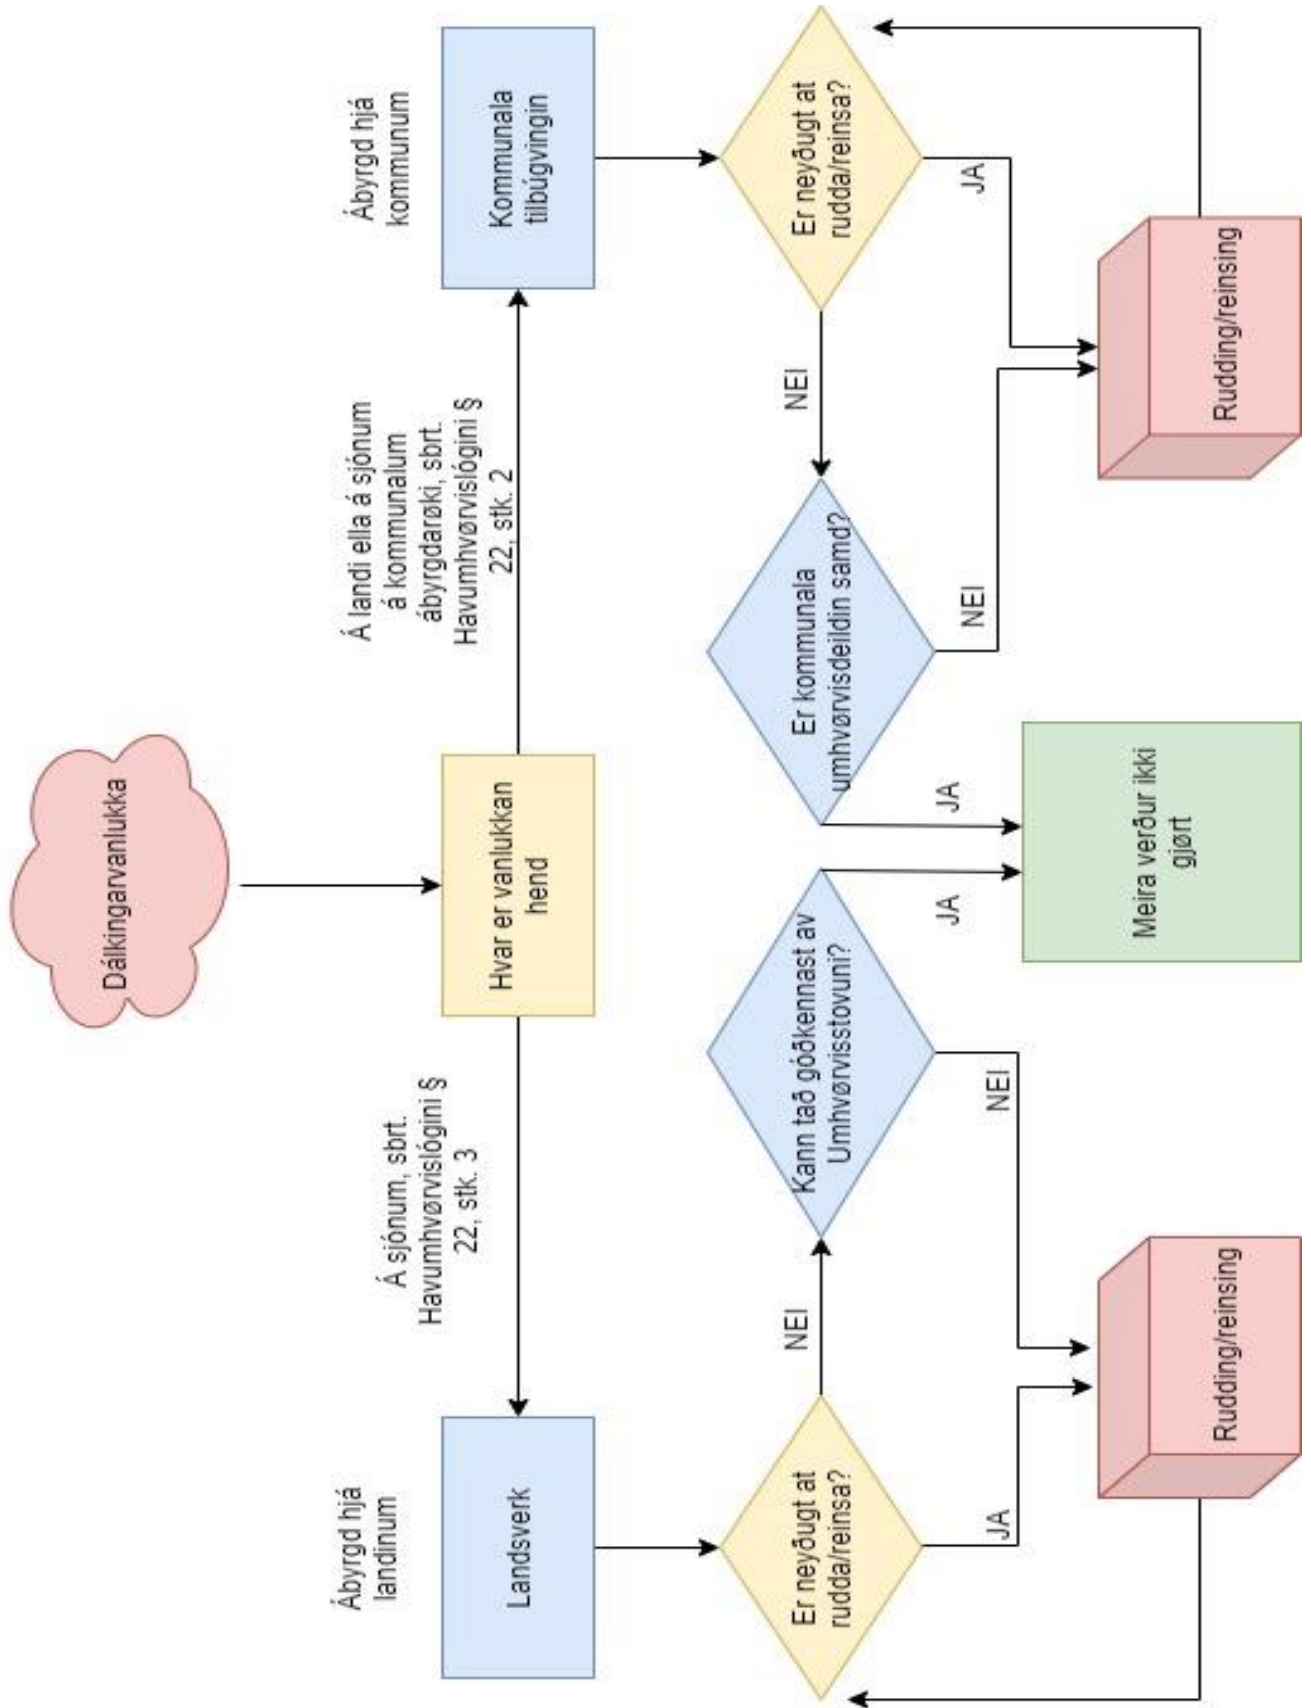 Dálkingarvanlukka
Hvar er vanlukkan
hend
Á sjónum, sbrt.
Havumhvørvislógini §
22, stk. 3
Á landi ella á sjónum
á kommunalum
ábyrgdarøki, sbrt.
Havumhvørvislógini §
22, stk. 2
Ábyrgd hjá
landinum
Landsverk
Ábyrgd hjá
kommunum
Kommunala
tilbúgvingin
Er neyðugt at
rudda/reinsa?
NEI
Kann tað góðkennast av
Umhvørvisstovuni?
Er kommunala
umhvørvisdeildin samd?
NEI
Er neyðugt at
rudda/reinsa?
JA
NEI
JA
JA
NEI
JA
Rudding/reinsing
Meira verður ikki
gjørt
Rudding/reinsing